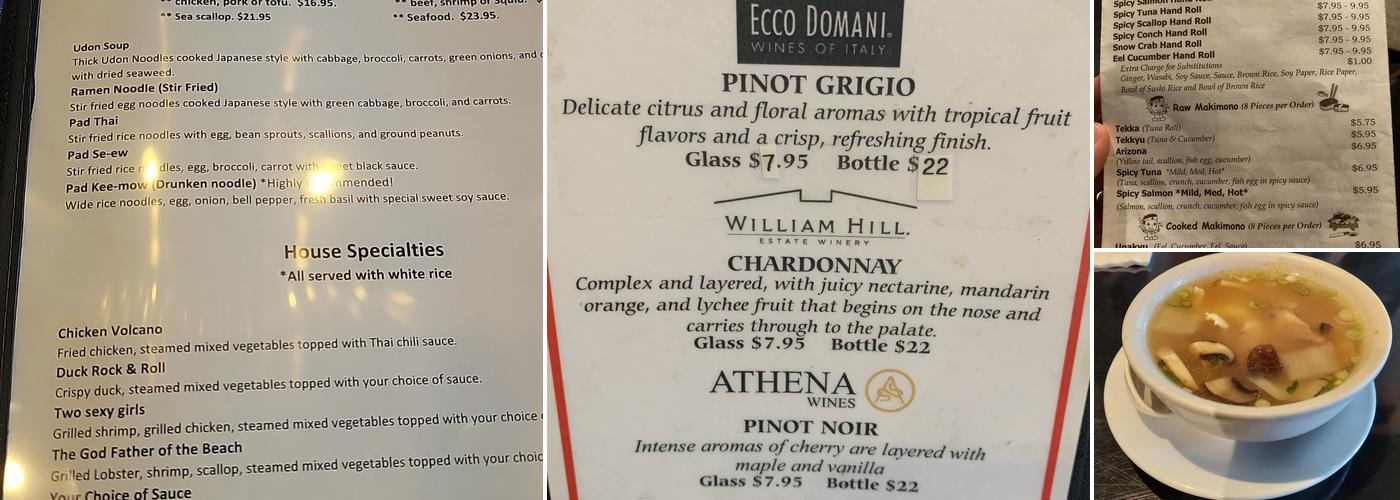 ** chicken, pork or tofu. $16.95.
** beef, shrimp or squid.
** Sea scallop. $21.95
** Seafood. $23.95.
Udon Soup
Thick Udon Noodles cooked Japanese style with cabbage, broccoli, carrots, green onions, and
with dried seaweed.
Ramen Noodle (Stir Fried)
Stir fried egg noodles cooked Japanese style with green cabbage, broccoli, and carrots.
Pad Thai
Stir fried rice noodles with egg, bean sprouts, scallions, and ground peanuts.
Pad Se-ew
Stir fried rice noodles, egg, broccoli, carrot with sweet black sauce.
Pad Kee-mow (Drunken noodle) *Highly recommended!
Wide rice noodles, egg, onion, bell pepper, fresh basil with special sweet soy sauce.
House Specialties
*All served with white rice
Chicken Volcano
Fried chicken, steamed mixed vegetables topped with Thai chili sauce.
Duck Rock & Roll
Crispy duck, steamed mixed vegetables topped with your choice of sauce.
Two sexy girls
Grilled shrimp, grilled chicken, steamed mixed vegetables topped with your choice
The God Father of the Beach
Grilled Lobster, shrimp, scallop, steamed mixed vegetables topped with your choic
Your Choice of Sauce
ECCO DOMANI®
WINES OF ITALY
PINOT GRIGIO
Delicate citrus and floral aromas with tropical fruit
flavors and a crisp, refreshing finish.
Glass $7.95 Bottle $22
WILLIAM HILL.
ESTATE WINERY
CHARDONNAY
Complex and layered, with juicy nectarine, mandarin
orange, and lychee fruit that begins on the nose and
carries through to the palate.
Glass $7.95 Bottle $22
ATHENA
WINES
PINOT NOIR
Intense aromas of cherry are layered with
maple and vanilla
Glass $7.95 Bottle $22
Spicy Salmon Hand Roll
Spicy Tuna Hand Roll $7.95 - 9.95
Spicy Scallop Hand Roll $7.95 - 9.95
Spicy Conch Hand Roll $7.95 - 9.95
Snow Crab Hand Roll $7.95 - 9.95
Eel Cucumber Hand Roll $7.95 - 9.95
Extra Charge for Substitutions $1.00
Ginger, Wasabi, Soy Sauce, Sauce, Brown Rice, Soy Paper, Rice Paper,
Bowl of Sushi Rice and Bowl of Brown Rice
Raw Makimono (8 Pieces per Order)
Tekka (Tuna Roll) $5.75
Tekkyu (Tuna & Cucumber) $5.95
Arizona $6.95
(Yellow tail, scallion, fish egg, cucumber)
Spicy Tuna *Mild, Med, Hot* $6.95
(Tuna, scallion, crunch, cucumber, fish egg in spicy sauce)
Spicy Salmon *Mild, Med, Hot* $5.95
(Salmon, scallion, crunch, cucumber, fish egg in spicy sauce)
Cooked Makimono (8 Pieces per Order)
Unakyu (Eel, Cucumber, Eel, Sauce) $6.95